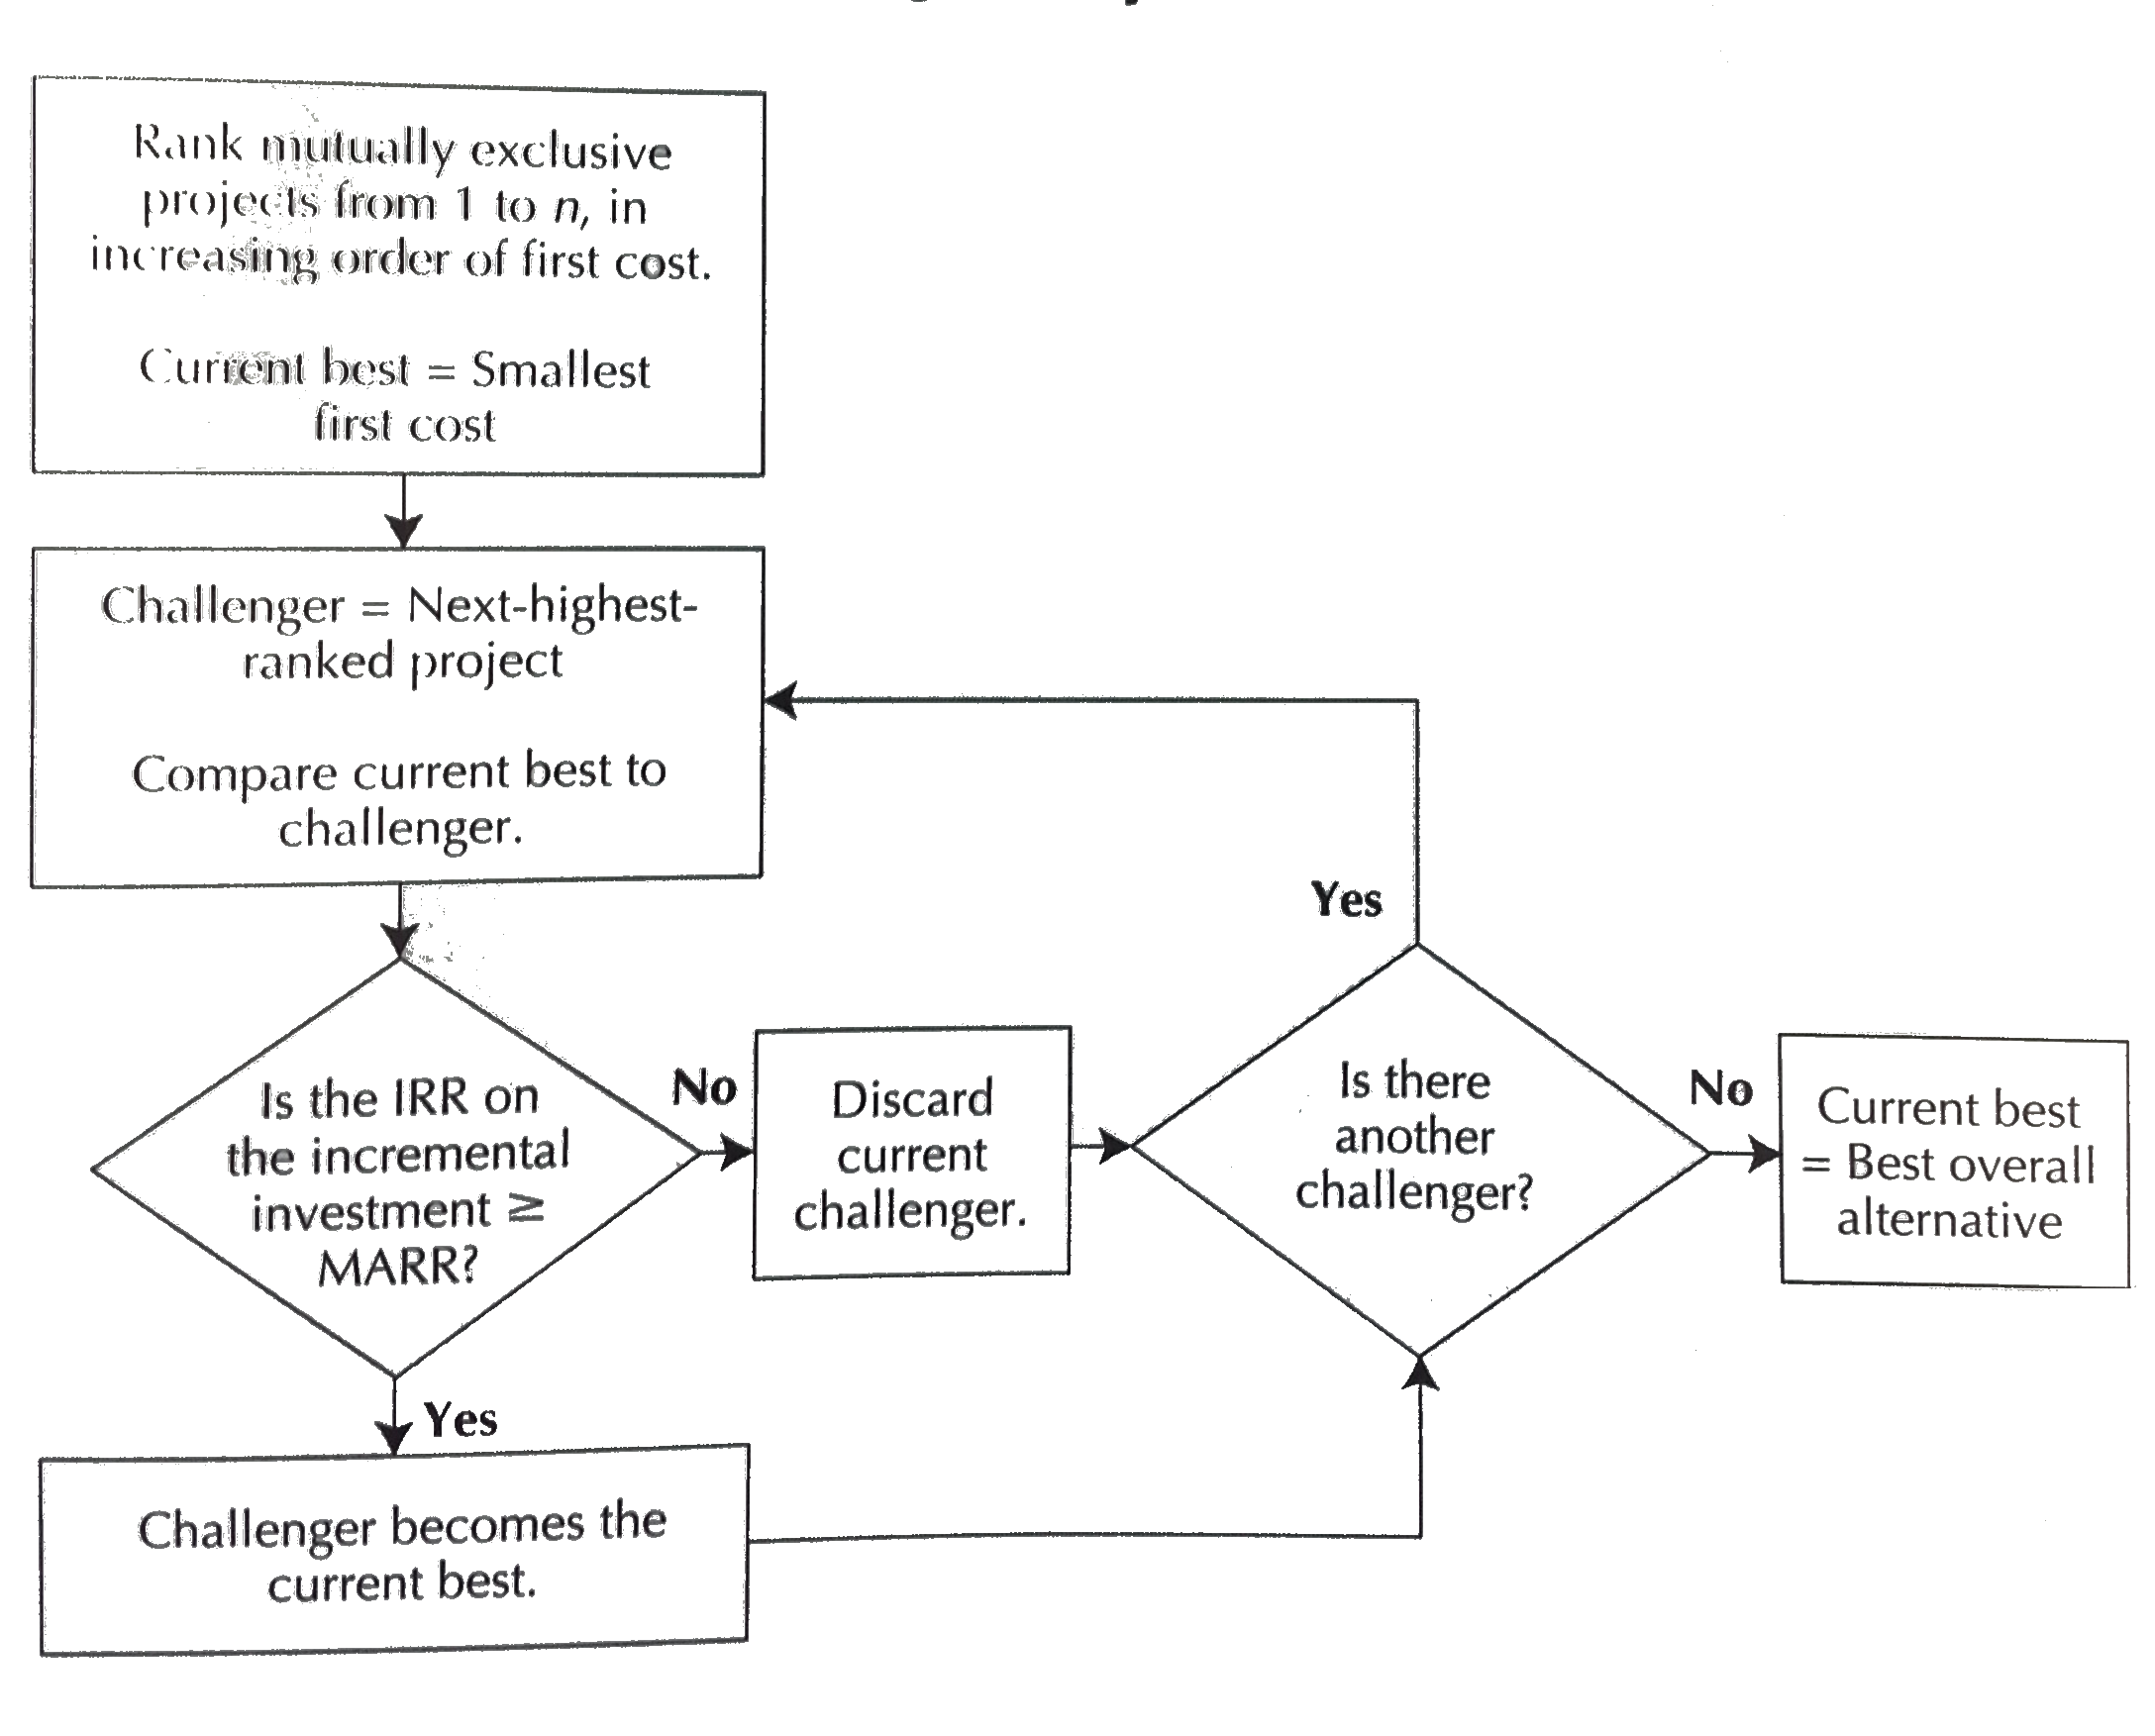 Rank mutually exclusive
projects from 1 to n, in
increasing order of first cost.
Current best = Smallest
first cost
Challenger = Next-highest-
ranked project
Compare current best to
challenger.
Is the IRR on
the incremental
investment ≥
MARR?
No
Discard
current
challenger.
Is there
another
challenger?
Yes
No
Current best
= Best overall
alternative
Yes
Challenger becomes the
current best.